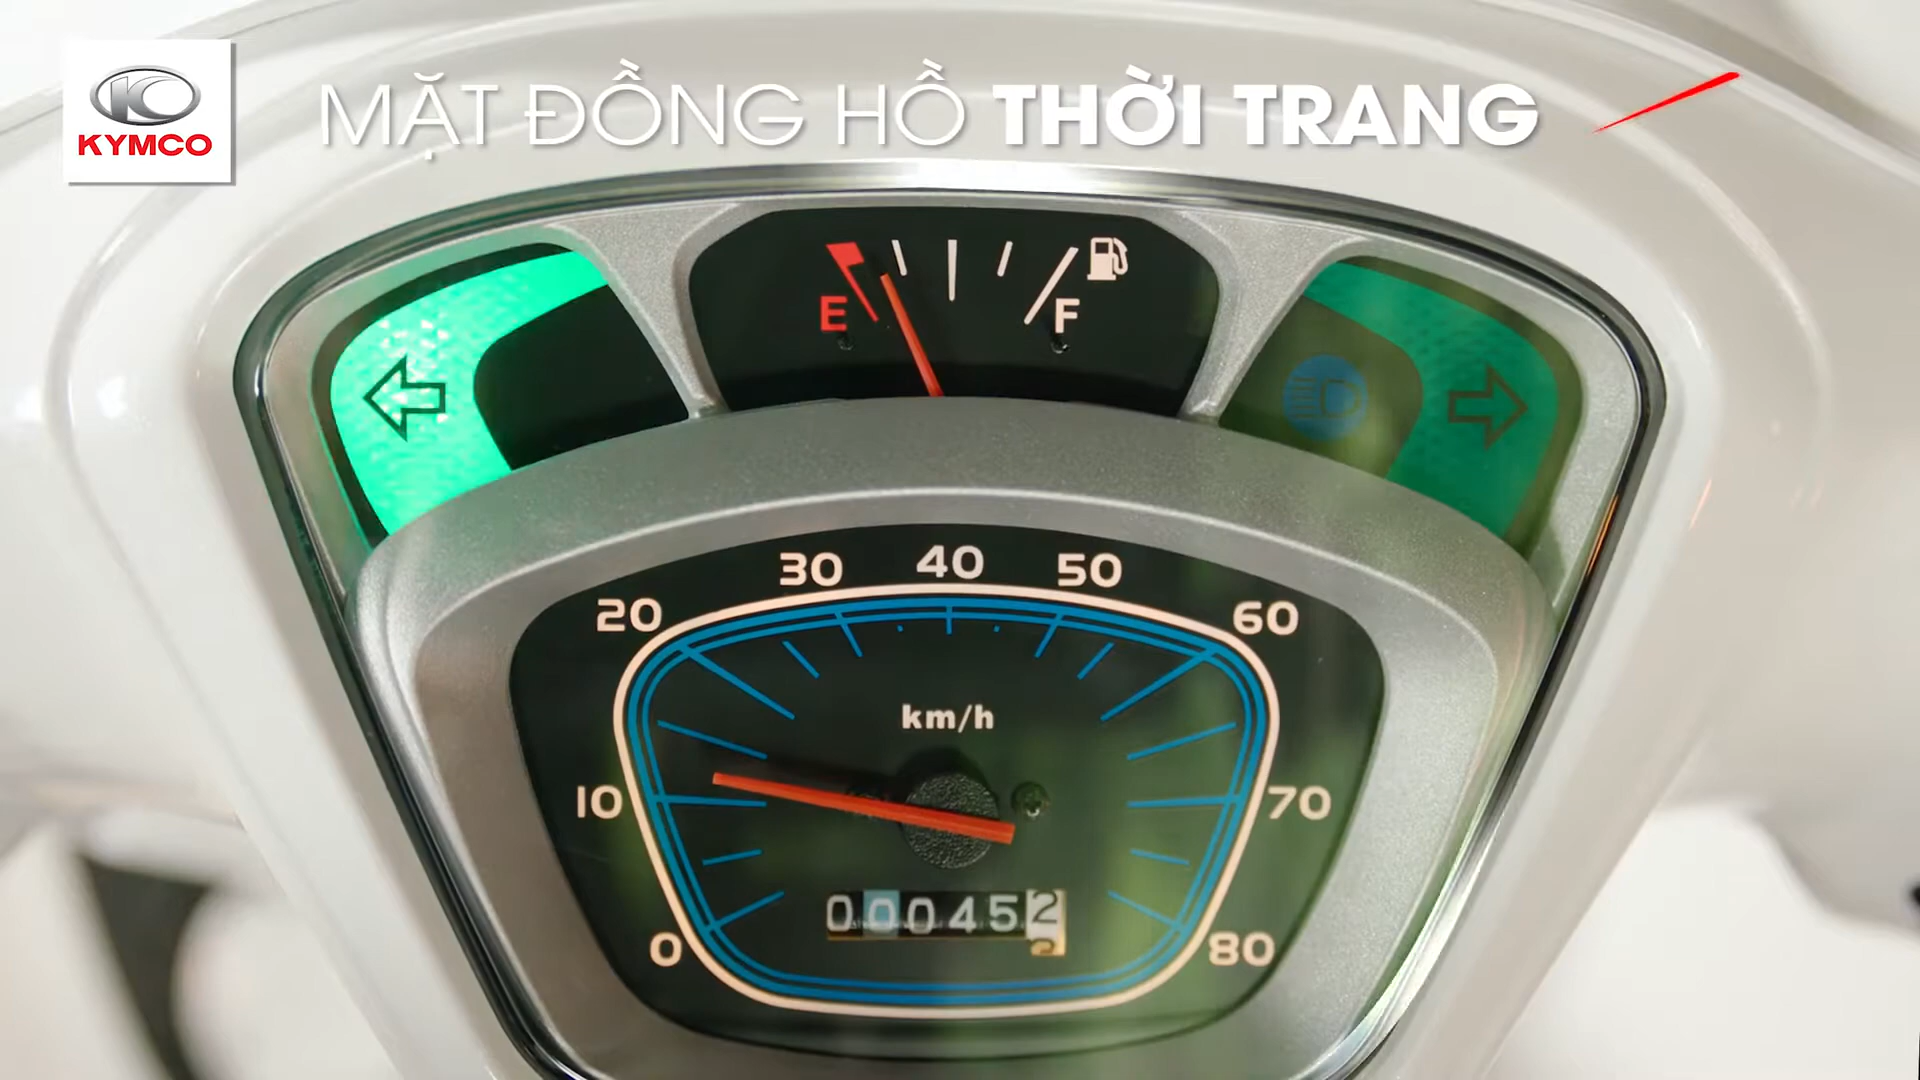 KYMCO
MẶT ĐỒNG HỒ THỜI TRANG
E
F
30 40 50
20 60
km/h
10 70
000452
0 80